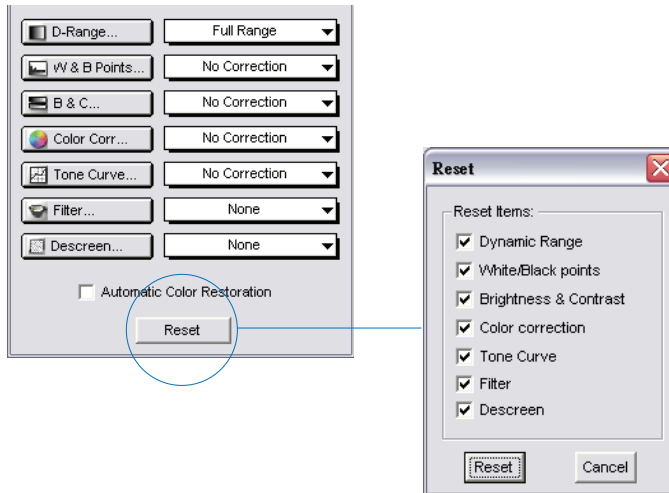 D-Range... Full Range
W & B Points... No Correction
B & C... No Correction
Color Corr... No Correction
Tone Curve... No Correction
Filter... None
Descreen... None
Automatic Color Restoration
Reset
Reset
Reset Items:
Dynamic Range
White/Black points
Brightness & Contrast
Color correction
Tone Curve
Filter
Descreen
Reset Cancel